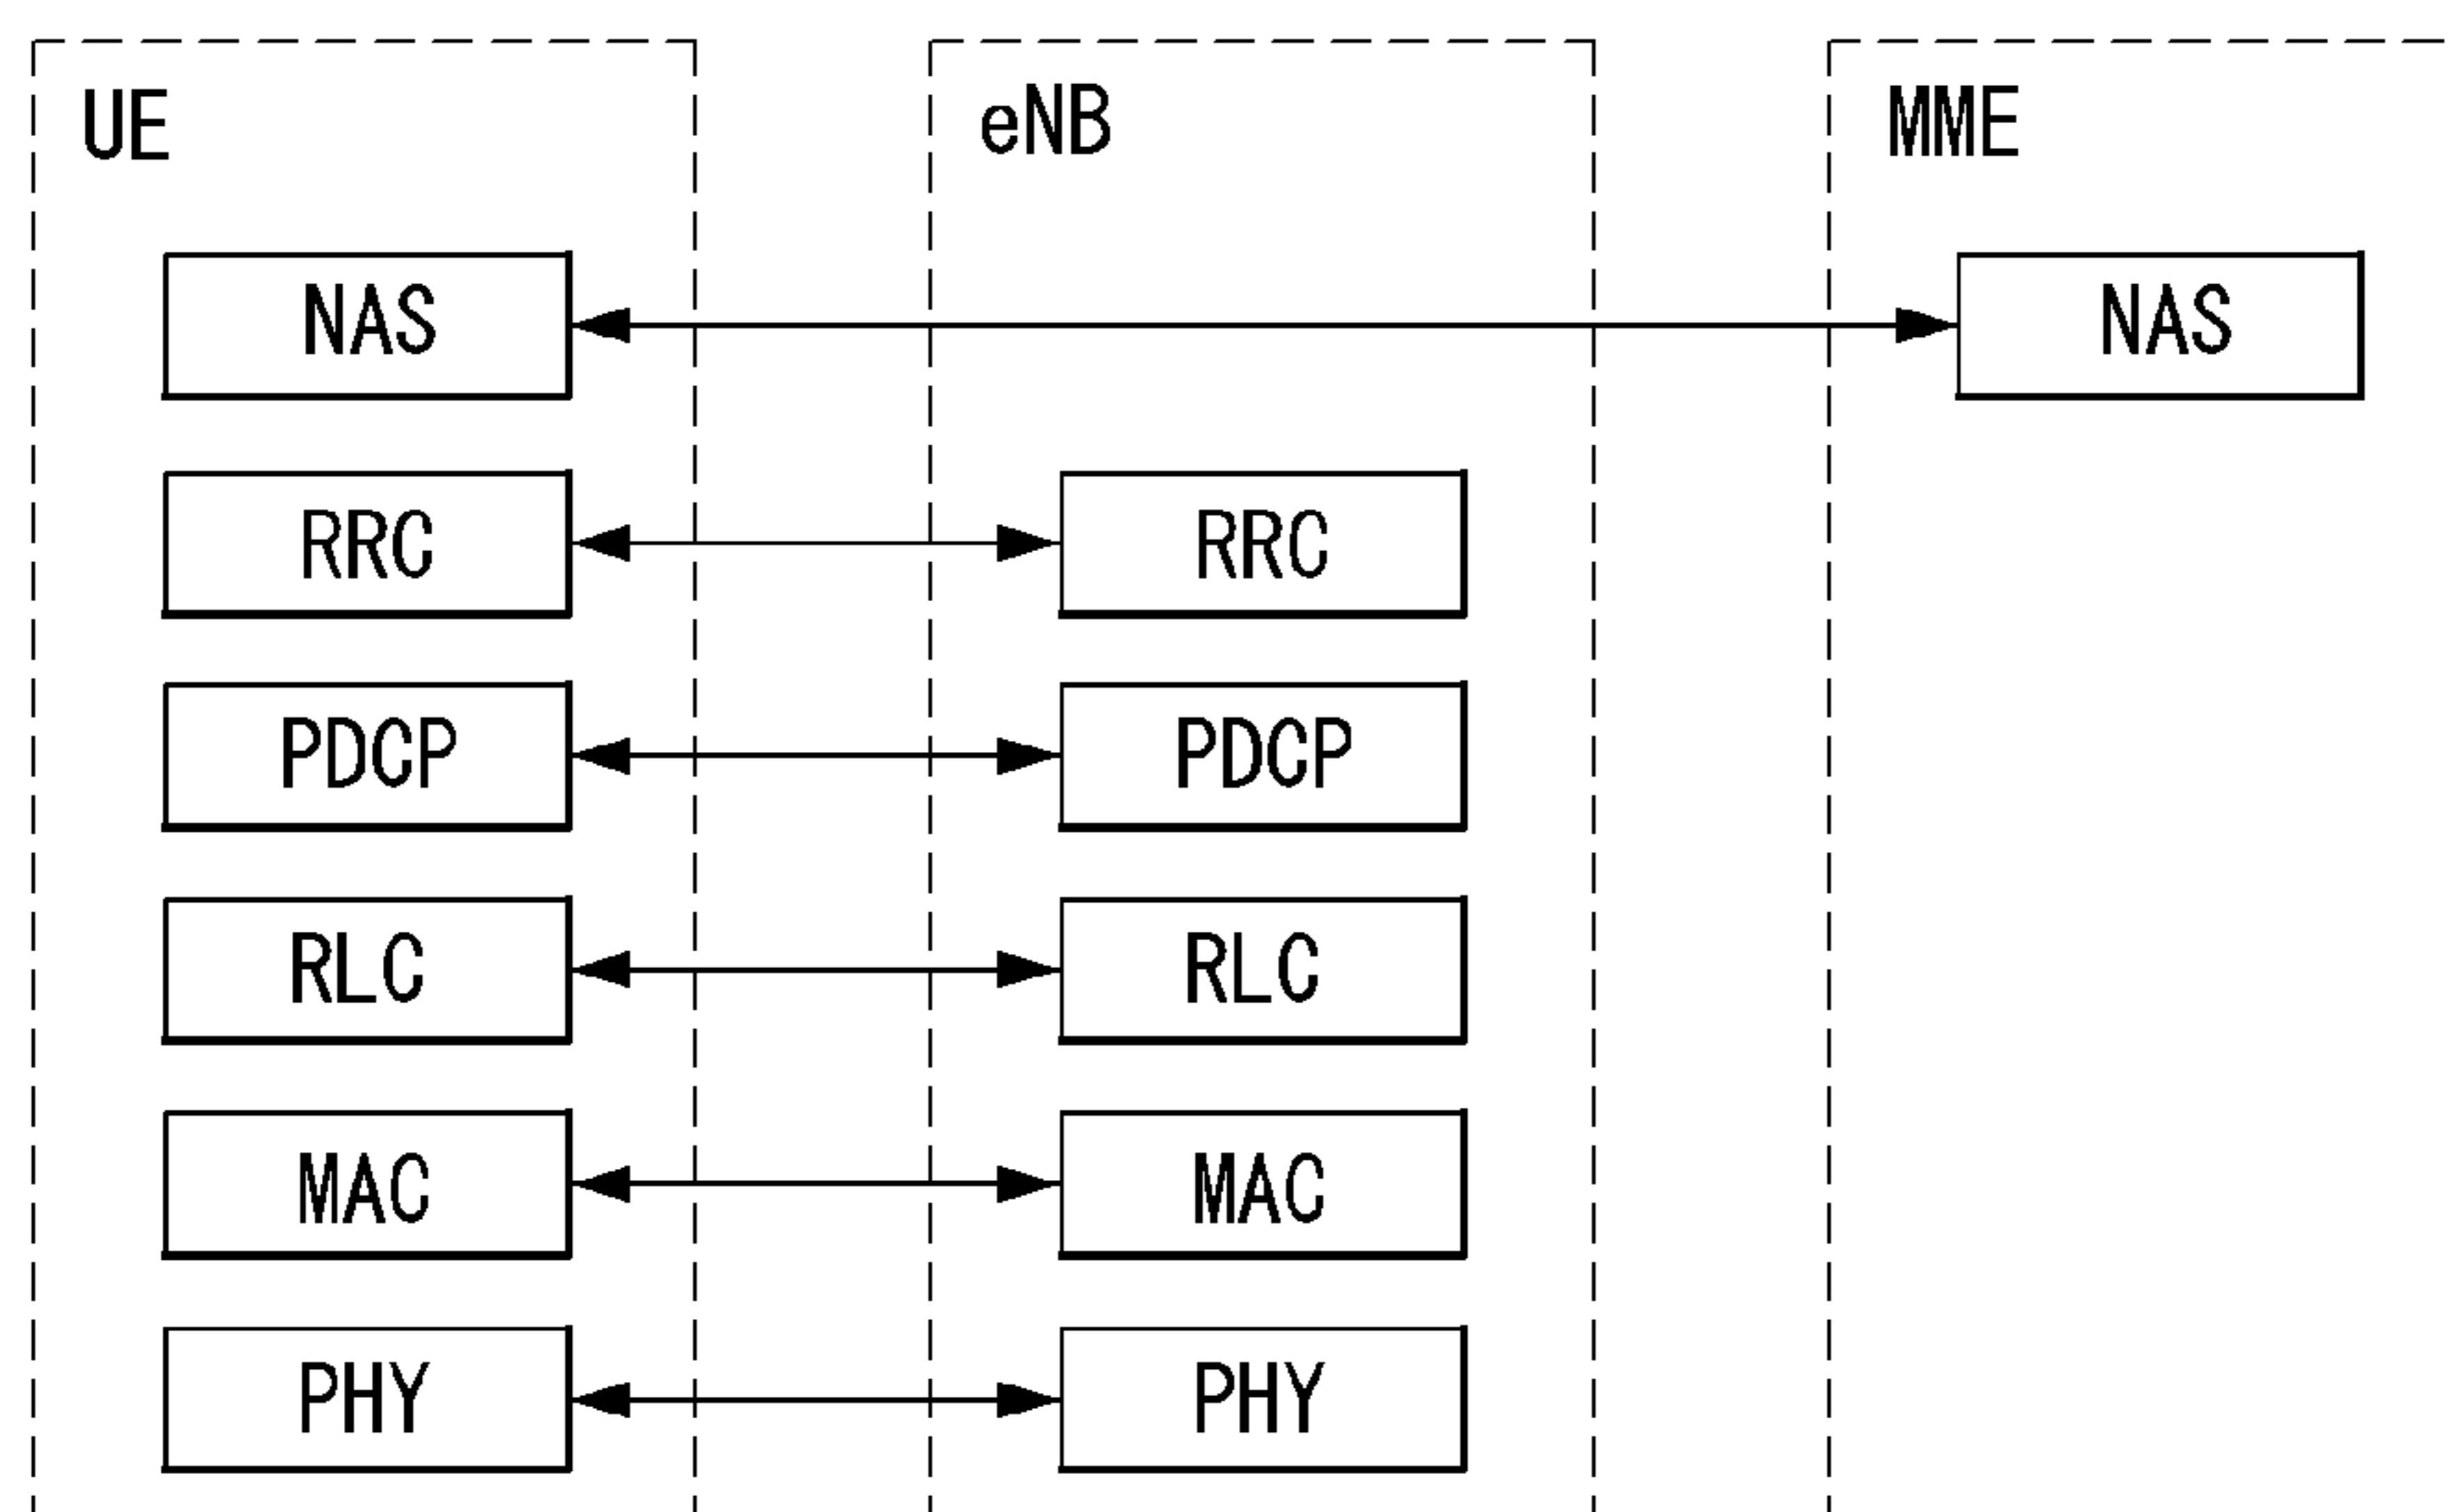 UE eNB MME
NAS NAS
RRC RRC
PDCP PDCP
RLC RLC
MAC MAC
PHY PHY